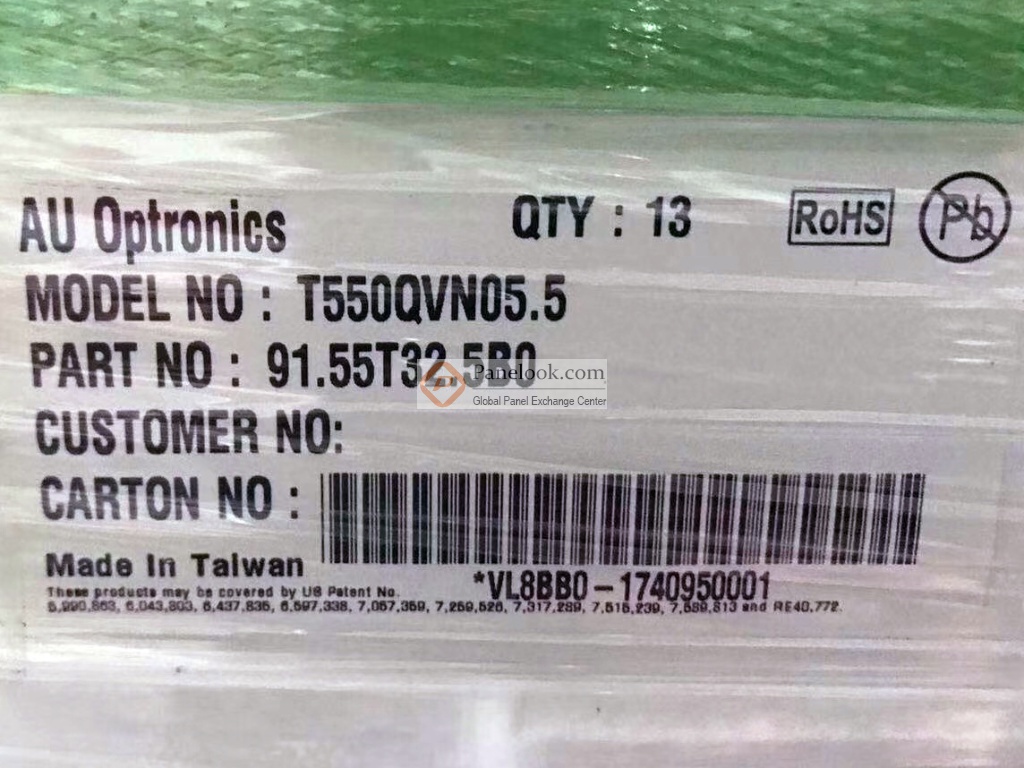 AU Optronics QTY : 13 RoHS Pb
MODEL NO : T550QVN05.5
PART NO : 91.55T32.5B0
Panelook.com
Global Panel Exchange Center
CUSTOMER NO:
CARTON NO :
*VL8BB0-1740950001
Made In Taiwan
These products may be covered by US Patent No.
5,990,863, 6,043,803, 6,437,835, 6,597,338, 7,057,359, 7,259,526, 7,317,289, 7,515,239, 7,589,813 and RE40,772.